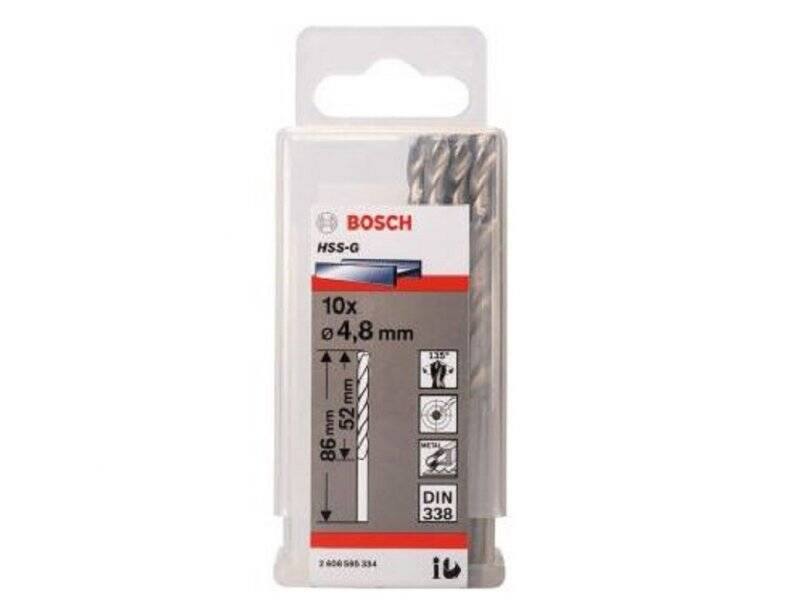 BOSCH
HSS-G
10x
ø 4,8 mm
135°
52 mm
86 mm
METAL
DIN
338
2 608 595 334